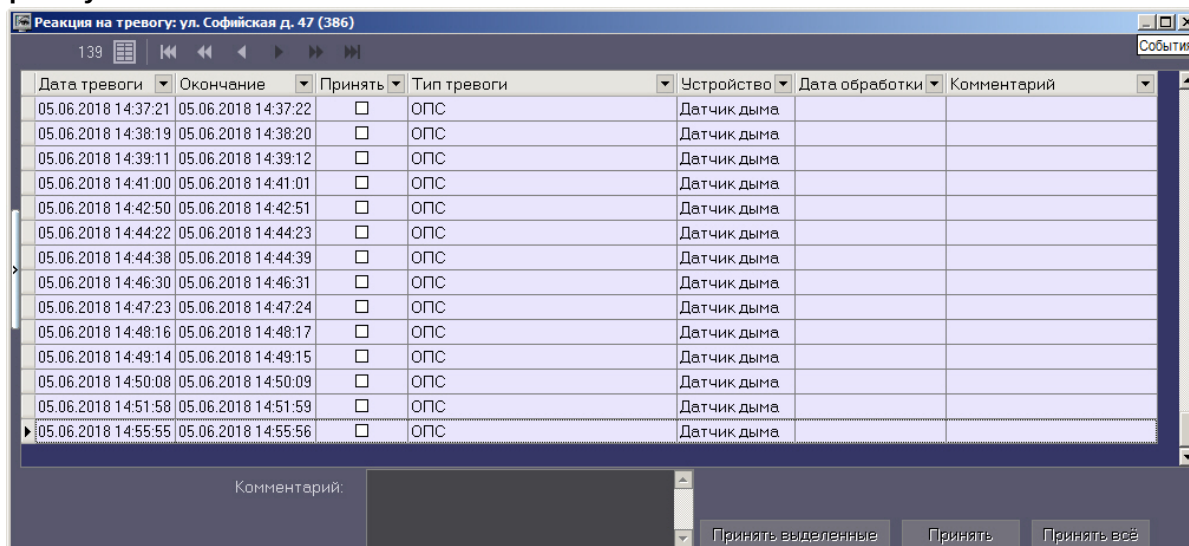 Реакция на тревогу: ул. Софийская д. 47 (386)
139
События
Дата тревоги Окончание Принять Тип тревоги Устройство Дата обработки Комментарий
05.06.2018 14:37:21 05.06.2018 14:37:22 ОПС Датчик дыма
05.06.2018 14:38:19 05.06.2018 14:38:20 ОПС Датчик дыма
05.06.2018 14:39:11 05.06.2018 14:39:12 ОПС Датчик дыма
05.06.2018 14:41:00 05.06.2018 14:41:01 ОПС Датчик дыма
05.06.2018 14:42:50 05.06.2018 14:42:51 ОПС Датчик дыма
05.06.2018 14:44:22 05.06.2018 14:44:23 ОПС Датчик дыма
05.06.2018 14:44:38 05.06.2018 14:44:39 ОПС Датчик дыма
05.06.2018 14:46:30 05.06.2018 14:46:31 ОПС Датчик дыма
05.06.2018 14:47:23 05.06.2018 14:47:24 ОПС Датчик дыма
05.06.2018 14:48:16 05.06.2018 14:48:17 ОПС Датчик дыма
05.06.2018 14:49:14 05.06.2018 14:49:15 ОПС Датчик дыма
05.06.2018 14:50:08 05.06.2018 14:50:09 ОПС Датчик дыма
05.06.2018 14:51:58 05.06.2018 14:51:59 ОПС Датчик дыма
05.06.2018 14:55:55 05.06.2018 14:55:56 ОПС Датчик дыма
Комментарий:
Принять выделенные Принять Принять всё